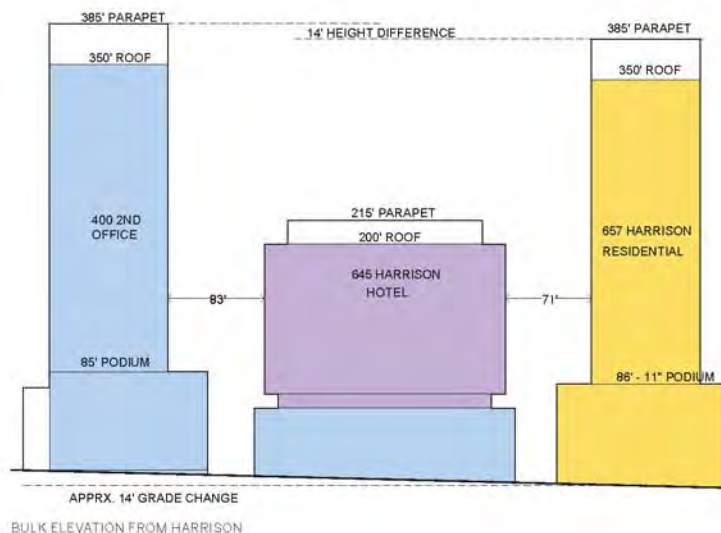 385' PARAPET
14' HEIGHT DIFFERENCE
385' PARAPET
350' ROOF
350' ROOF
400 2ND
OFFICE
215' PARAPET
200' ROOF
645 HARRISON
HOTEL
657 HARRISON
RESIDENTIAL
83'
71'
85' PODIUM
86' - 11" PODIUM
APPRX. 14' GRADE CHANGE
BULK ELEVATION FROM HARRISON